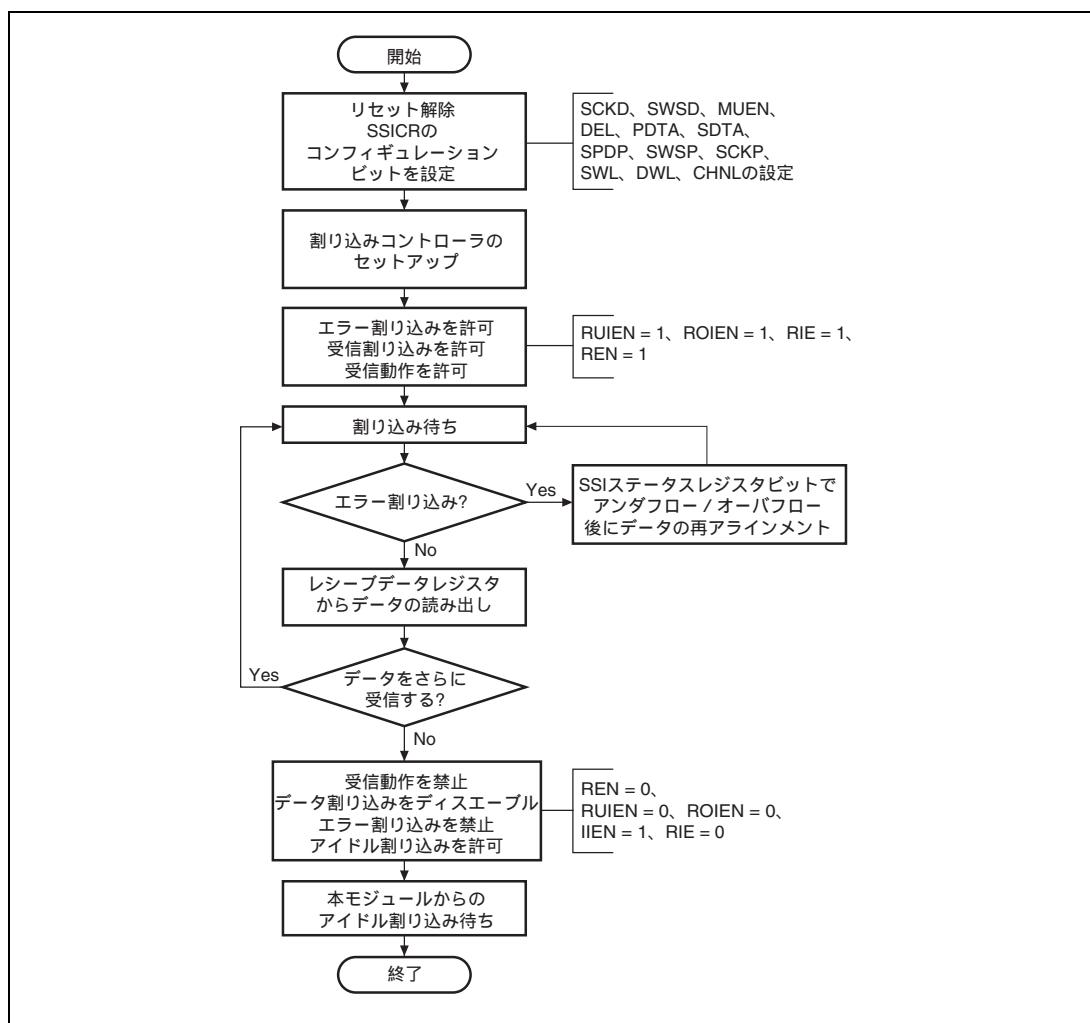 開始
リセット解除
SSICRの
コンフィギュレーション
ビットを設定
SCKD、SWSD、MUEN、
DEL、PDTA、SDTA、
SPDP、SWSP、SCKP、
SWL、DWL、CHNLの設定
割り込みコントローラの
セットアップ
エラー割り込みを許可
受信割り込みを許可
受信動作を許可
RUIEN = 1、ROIEN = 1、RIE = 1、
REN = 1
割り込み待ち
エラー割り込み?
Yes
SSIステータスレジスタビットで
アンダフロー / オーバフロー
後にデータの再アラインメント
No
レシーブデータレジスタ
からデータの読み出し
Yes
データをさらに
受信する?
No
受信動作を禁止
データ割り込みをディスエーブル
エラー割り込みを禁止
アイドル割り込みを許可
REN = 0、
RUIEN = 0、ROIEN = 0、
IIEN = 1、RIE = 0
本モジュールからの
アイドル割り込み待ち
終了